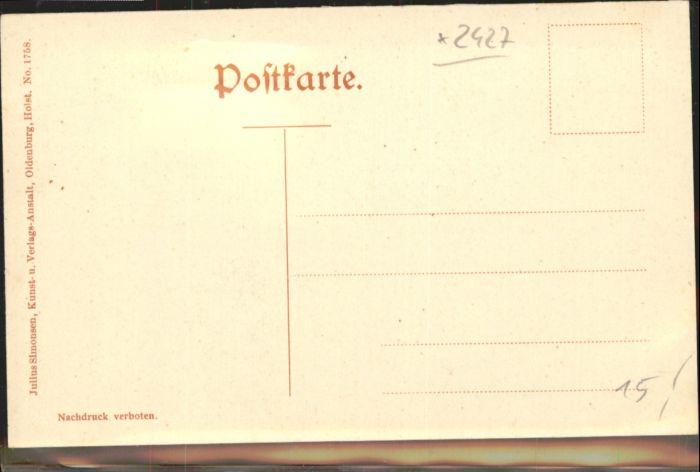 *2427
Poſtkarte.
Julius Simonsen, Kunst- u. Verlags-Anstalt, Oldenburg, Holst. No. 1758.
15/
Nachdruck verboten.